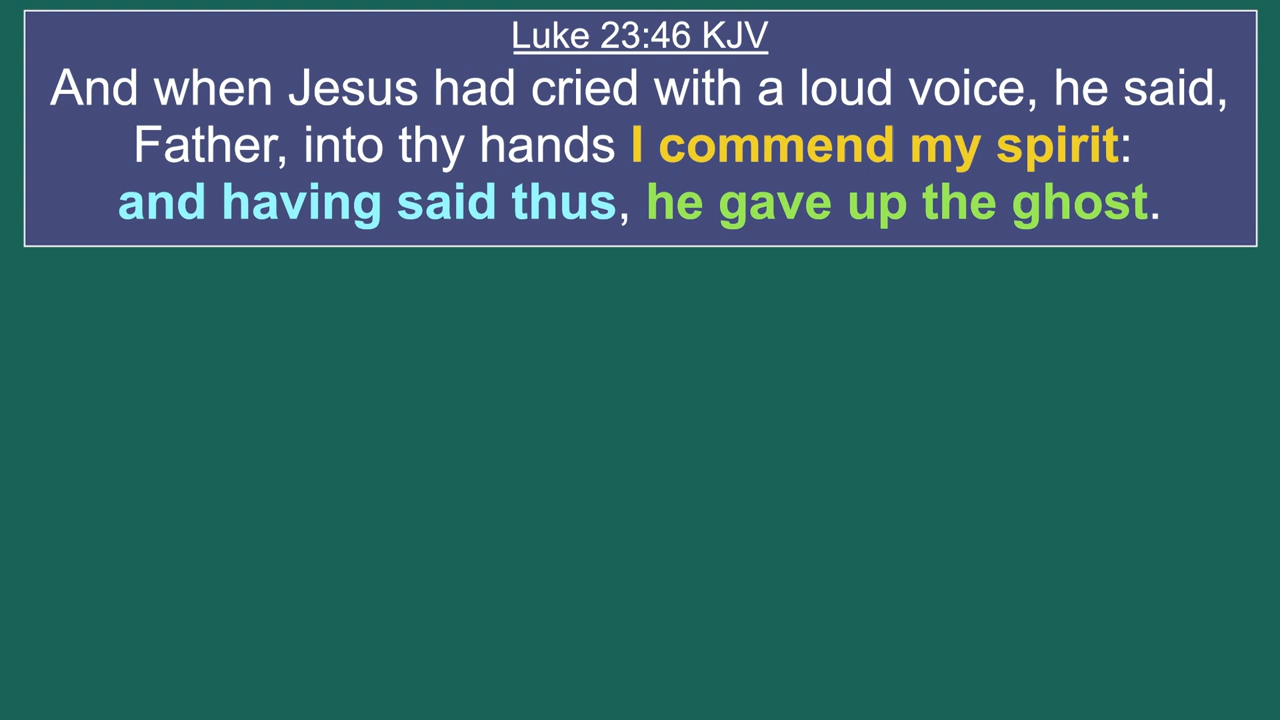 Luke 23:46 KJV
And when Jesus had cried with a loud voice, he said,
Father, into thy hands I commend my spirit:
and having said thus, he gave up the ghost.